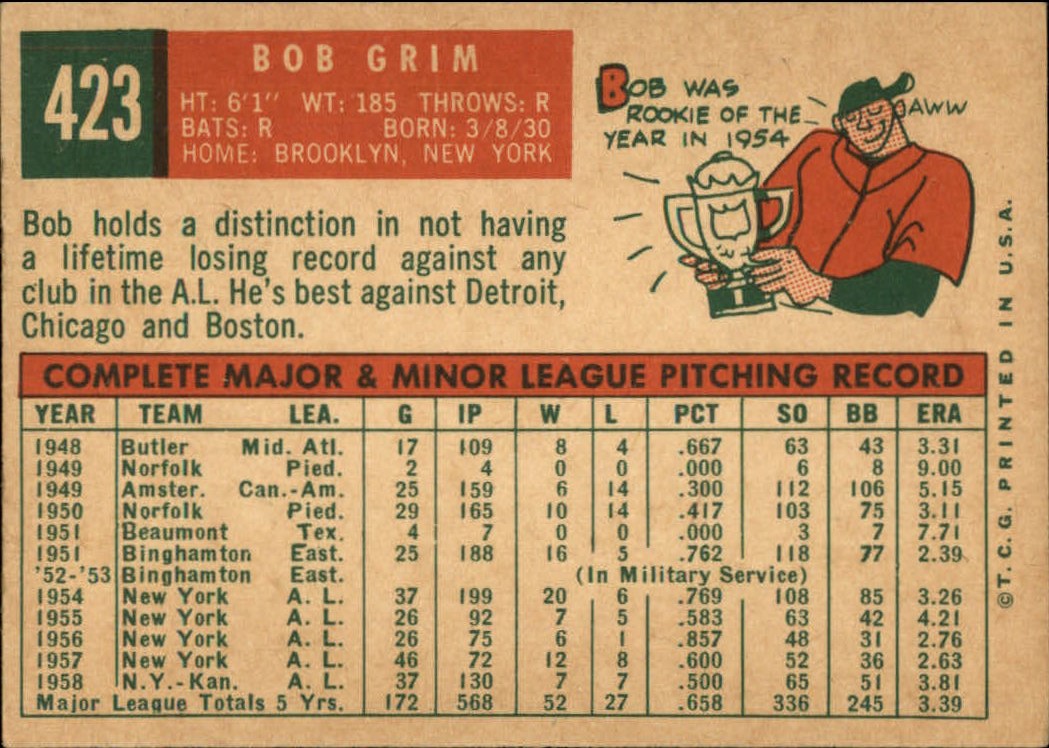 423
BOB GRIM
HT: 6'1" WT: 185 THROWS: R
BATS: R BORN: 3/8/30
HOME: BROOKLYN, NEW YORK
BOB WAS
ROOKIE OF THE
YEAR IN 1954
AWW
Bob holds a distinction in not having
a lifetime losing record against any
club in the A.L. He's best against Detroit,
Chicago and Boston.
COMPLETE MAJOR & MINOR LEAGUE PITCHING RECORD
YEAR TEAM LEA. G IP W L PCT SO BB ERA
1948 Butler Mid. Atl. 17 109 8 4 .667 63 43 3.31
1949 Norfolk Pied. 2 4 0 0 .000 6 8 9.00
1949 Amster. Can.-Am. 25 159 6 14 .300 112 106 5.15
1950 Norfolk Pied. 29 165 10 14 .417 103 75 3.11
1951 Beaumont Tex. 4 7 0 0 .000 3 7 7.71
1951 Binghamton East. 25 188 16 5 .762 118 77 2.39
'52-'53 Binghamton East. (In Military Service)
1954 New York A. L. 37 199 20 6 .769 108 85 3.26
1955 New York A. L. 26 92 7 5 .583 63 42 4.21
1956 New York A. L. 26 75 6 1 .857 48 31 2.76
1957 New York A. L. 46 72 12 8 .600 52 36 2.63
1958 N.Y.-Kan. A. L. 37 130 7 7 .500 65 51 3.81
Major League Totals 5 Yrs. 172 568 52 27 .658 336 245 3.39
©T.C.G. PRINTED IN U.S.A.